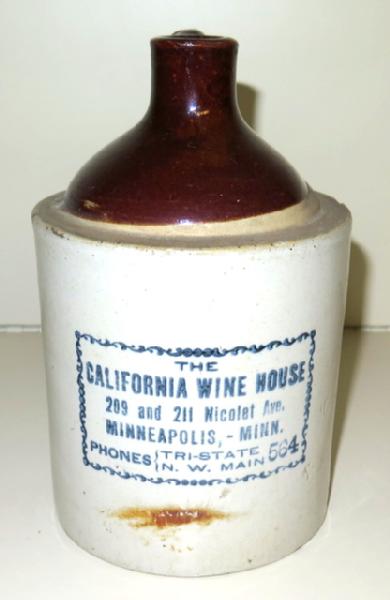 THE
CALIFORNIA WINE HOUSE
209 and 211 Nicolet Ave.
MINNEAPOLIS, - MINN.
PHONES { TRI-STATE
N. W. MAIN 564